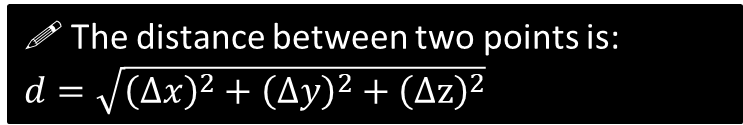 ✏ The distance between two points is:
d = √((Δx)² + (Δy)² + (Δz)²)